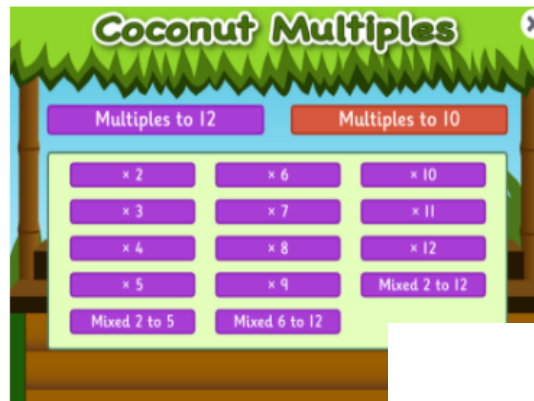 Coconut Multiples
Multiples to 12 Multiples to 10
× 2 × 6 × 10
× 3 × 7 × 11
× 4 × 8 × 12
× 5 × 9 Mixed 2 to 12
Mixed 2 to 5 Mixed 6 to 12